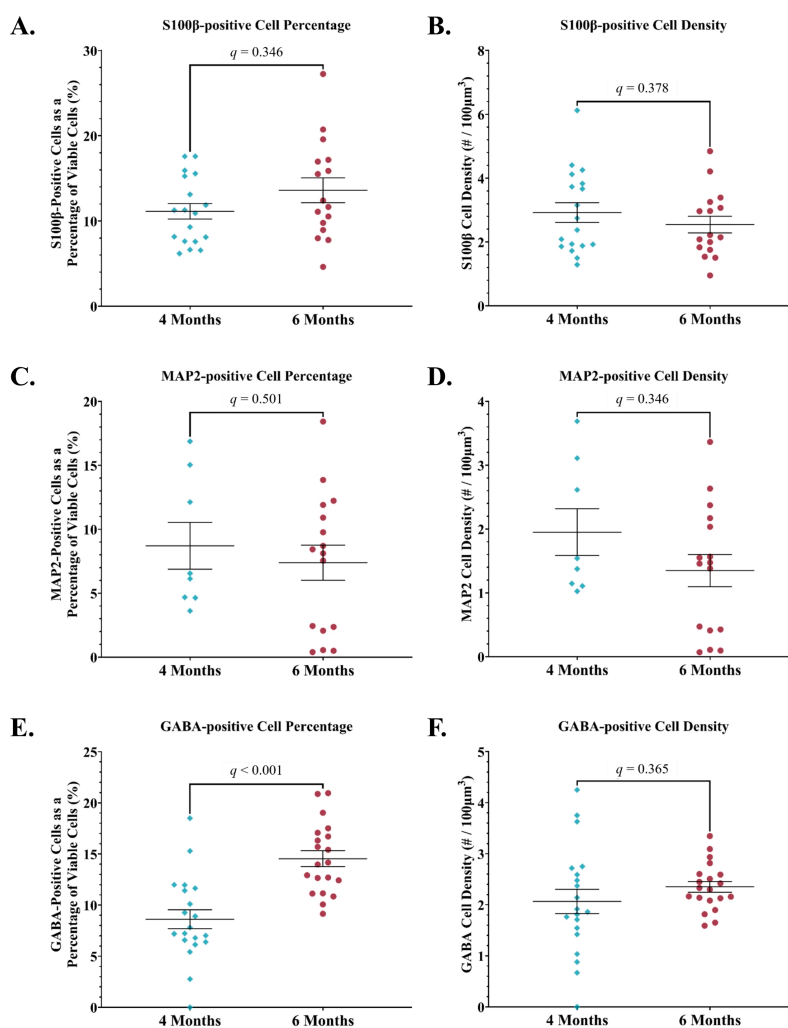 A.
S100β-positive Cell Percentage
q = 0.346
S100β-Positive Cells as a
Percentage of Viable Cells (%)
30
20
10
0
4 Months
6 Months
B.
S100β-positive Cell Density
q = 0.378
S100β Cell Density (# / 100μm³)
8
6
4
2
0
4 Months
6 Months
C.
MAP2-positive Cell Percentage
q = 0.501
MAP2-Positive Cells as a
Percentage of Viable Cells (%)
20
15
10
5
0
4 Months
6 Months
D.
MAP2-positive Cell Density
q = 0.346
MAP2 Cell Density (# / 100μm³)
4
3
2
1
0
4 Months
6 Months
E.
GABA-positive Cell Percentage
q < 0.001
GABA-Positive Cells as a
Percentage of Viable Cells (%)
25
20
15
10
5
0
4 Months
6 Months
F.
GABA-positive Cell Density
q = 0.365
GABA Cell Density (# / 100μm³)
5
4
3
2
1
0
4 Months
6 Months